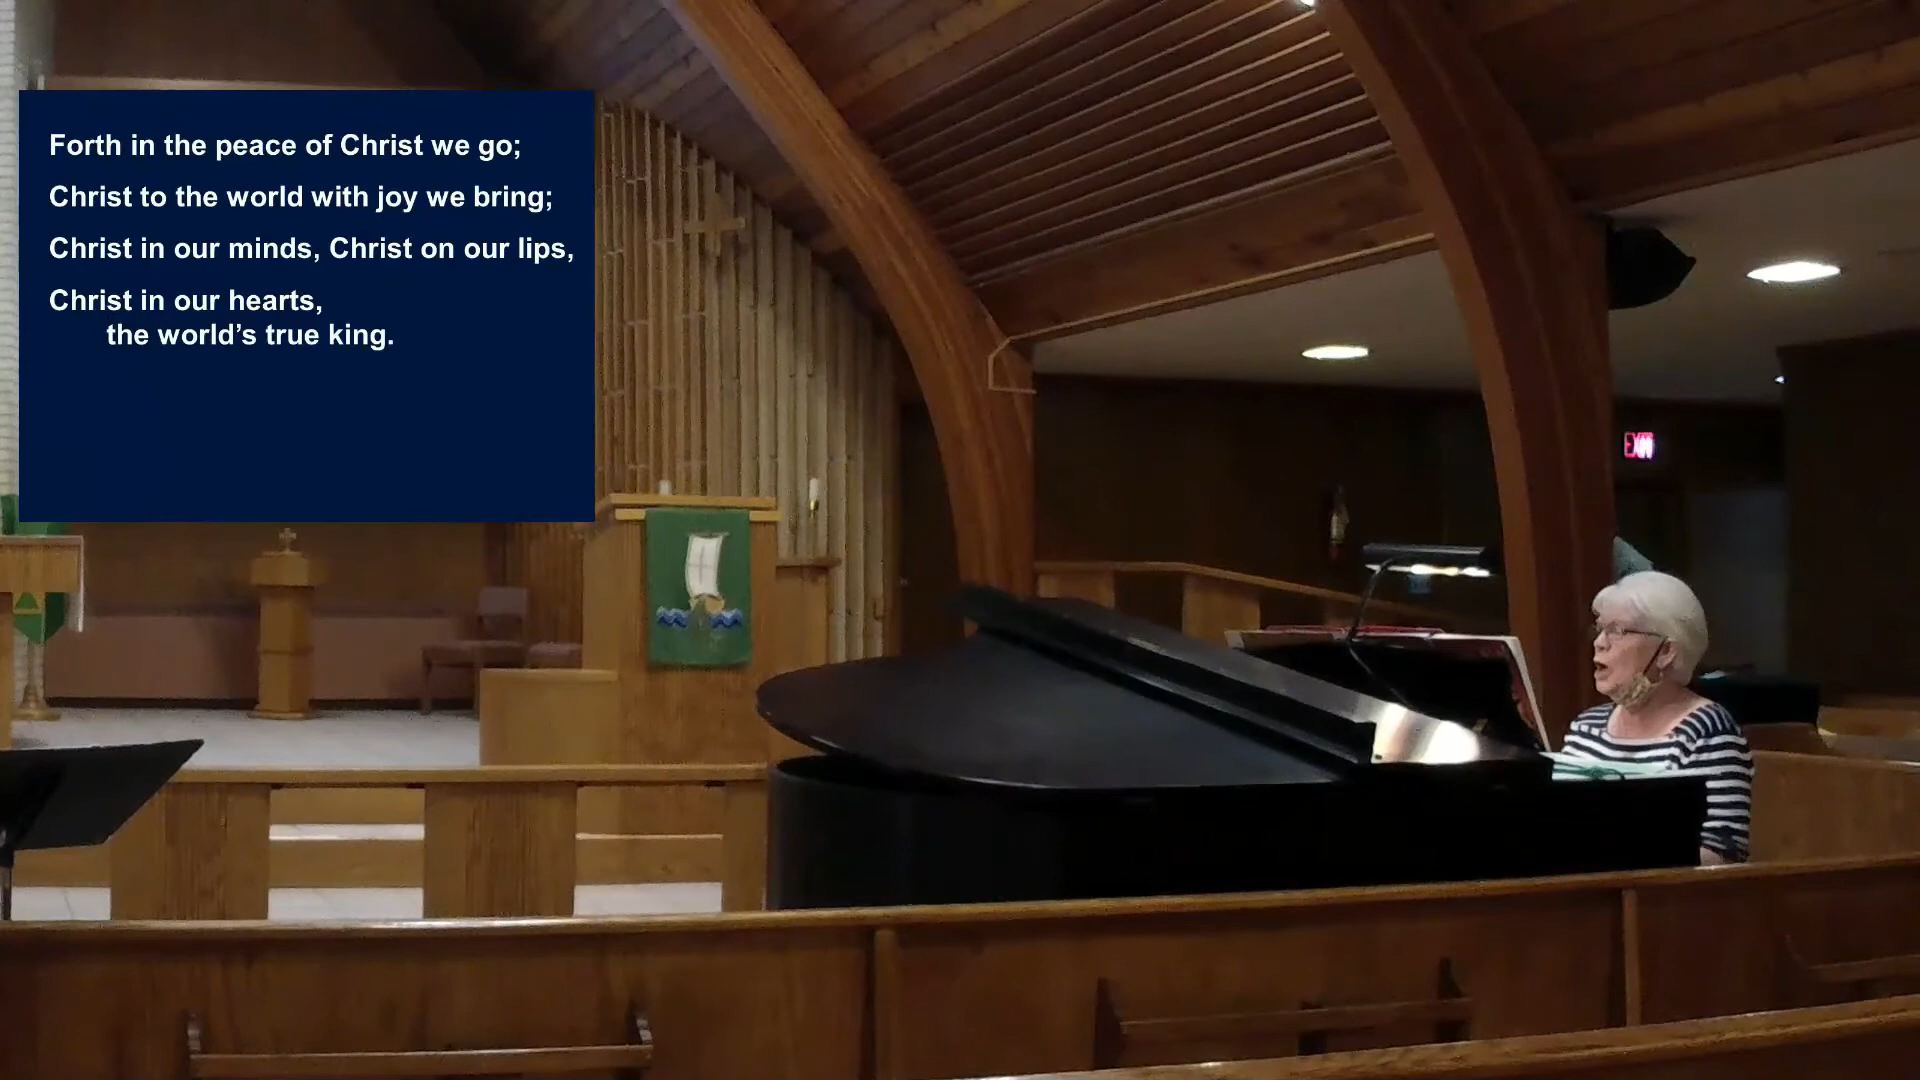 Forth in the peace of Christ we go;
Christ to the world with joy we bring;
Christ in our minds, Christ on our lips,
Christ in our hearts,
the world's true king.
EXIT